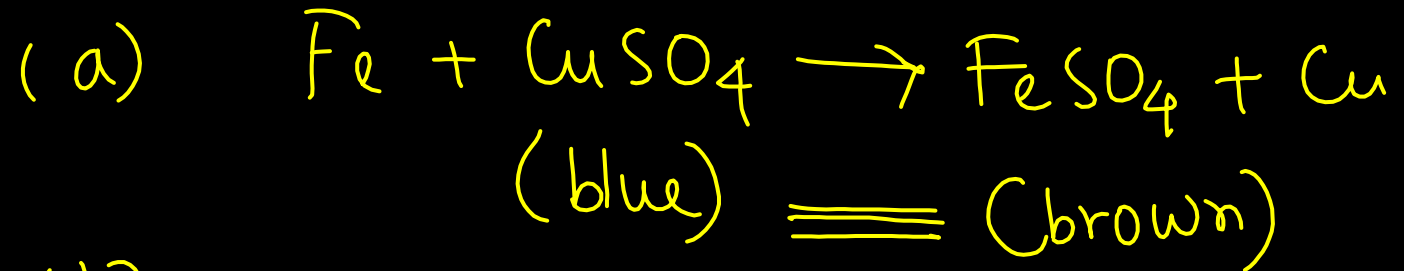 (a) Fe + CuSO4 → FeSO4 + Cu
(blue) (brown)